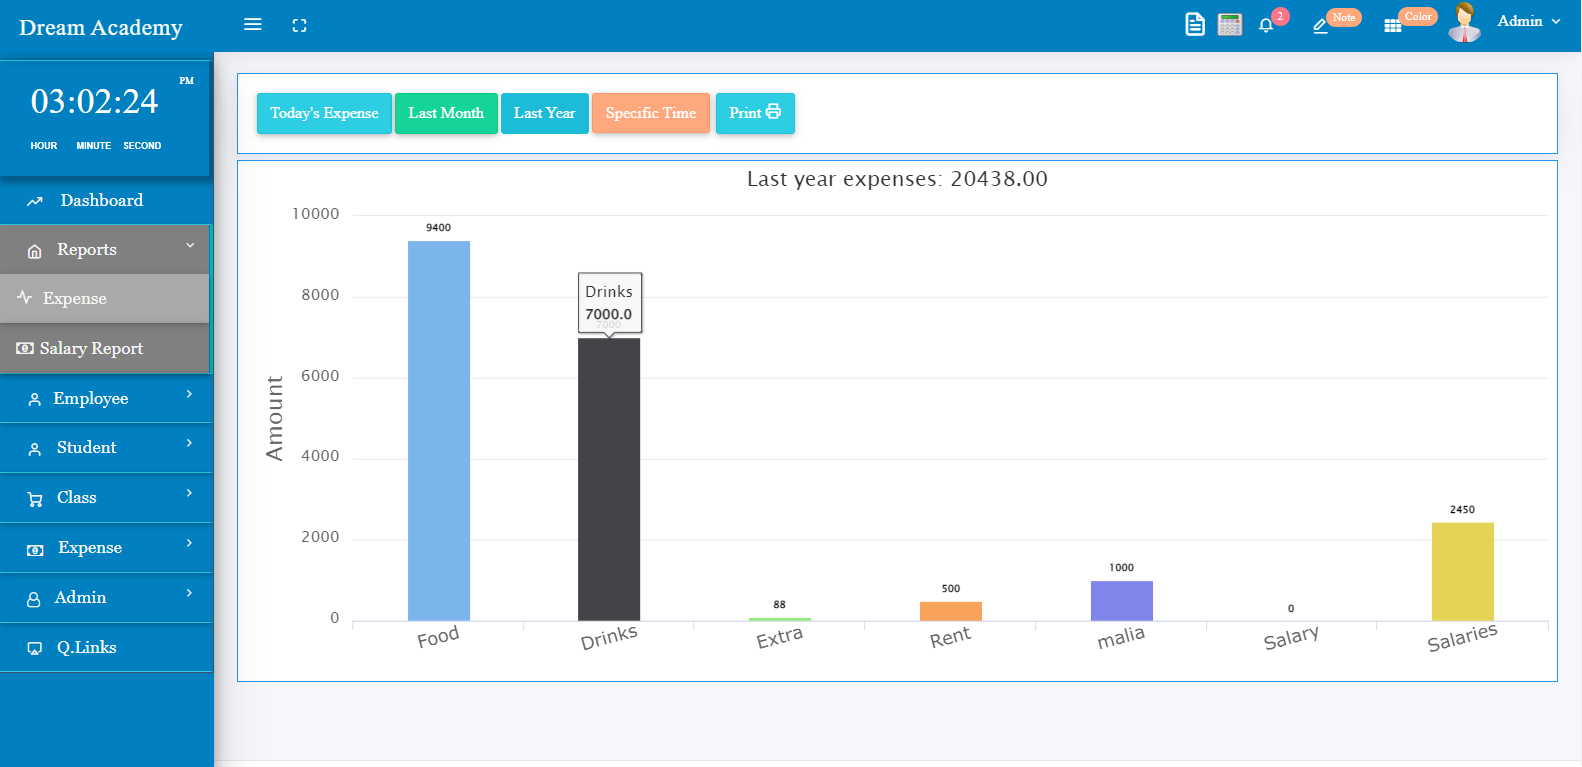 Dream Academy
2
Note
Color
Admin
PM
03:02:24
HOUR MINUTE SECOND
Dashboard
Reports
Expense
Salary Report
Employee
Student
Class
Expense
Admin
Q.Links
Today's Expense
Last Month
Last Year
Specific Time
Print
Last year expenses: 20438.00
Amount
10000
8000
6000
4000
2000
0
9400
Drinks
7000.0
7000
88
500
1000
0
2450
Food
Drinks
Extra
Rent
malia
Salary
Salaries